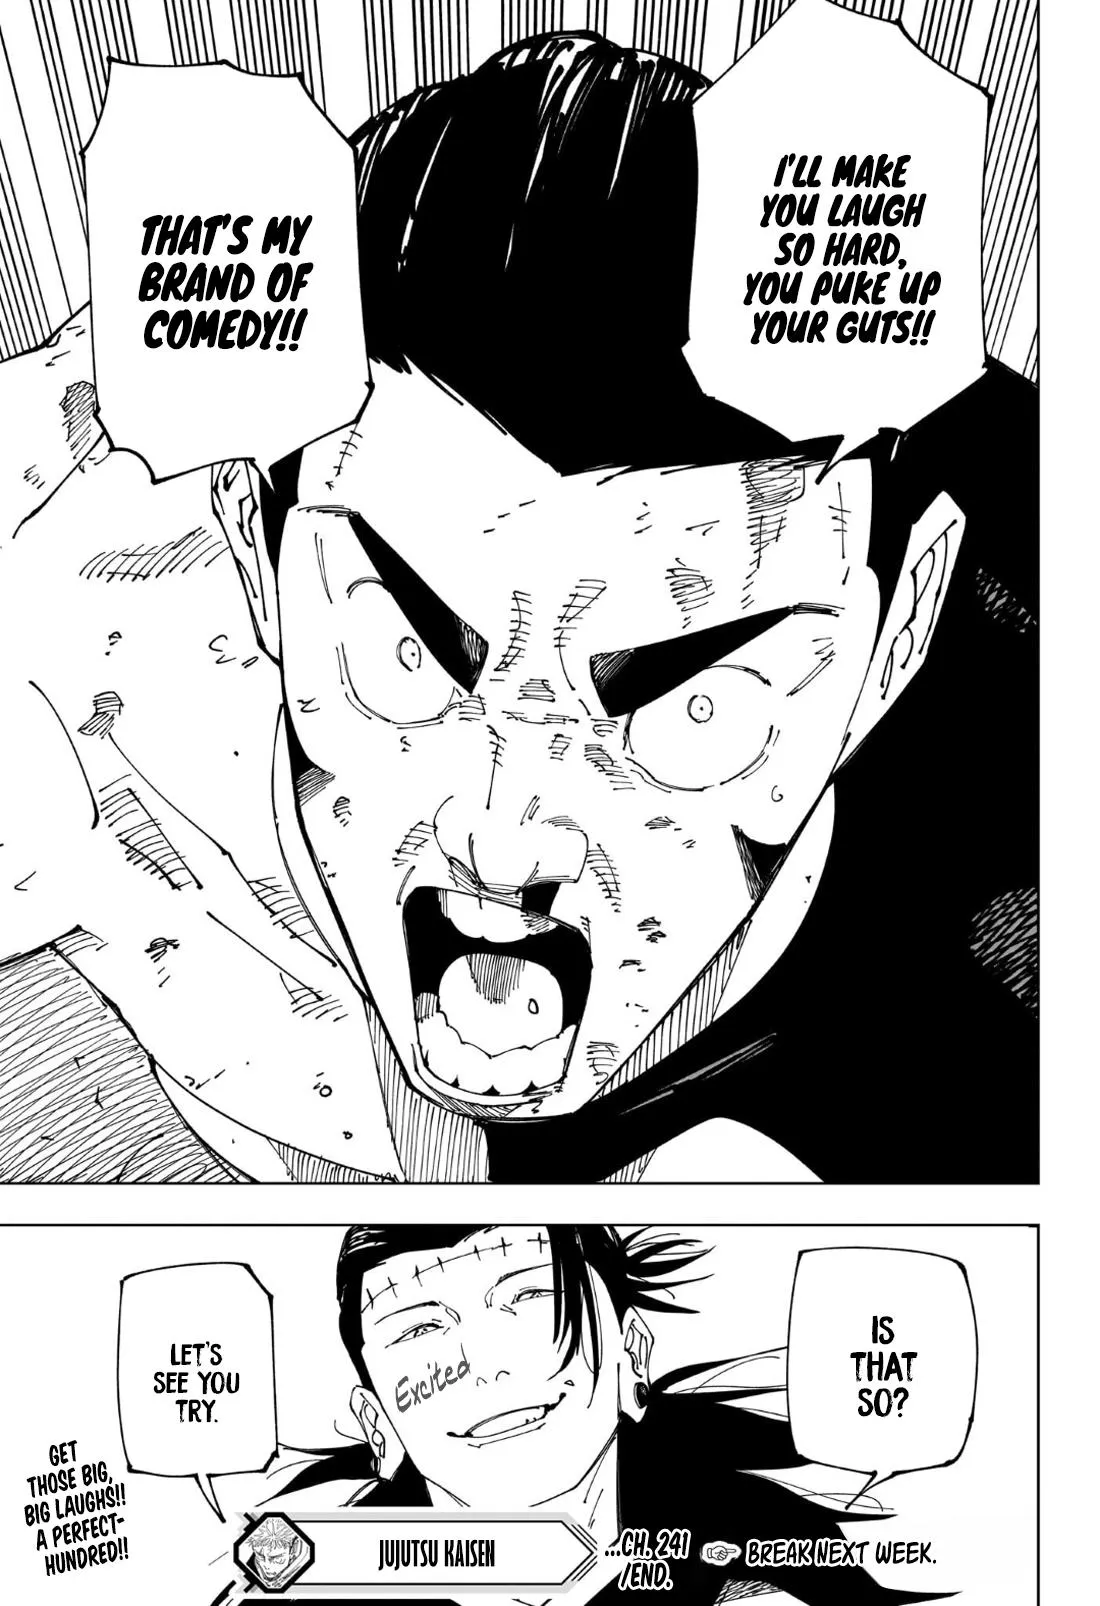 I'LL MAKE
YOU LAUGH
SO HARD,
YOU PUKE UP
YOUR GUTS!!
THAT'S MY
BRAND OF
COMEDY!!
IS
THAT
SO?
Excited
LET'S
SEE YOU
TRY.
GET
THOSE BIG,
BIG LAUGHS!!
A PERFECT-
HUNDRED!!
JUJUTSU KAISEN
...CH. 241
/END.
BREAK NEXT WEEK.